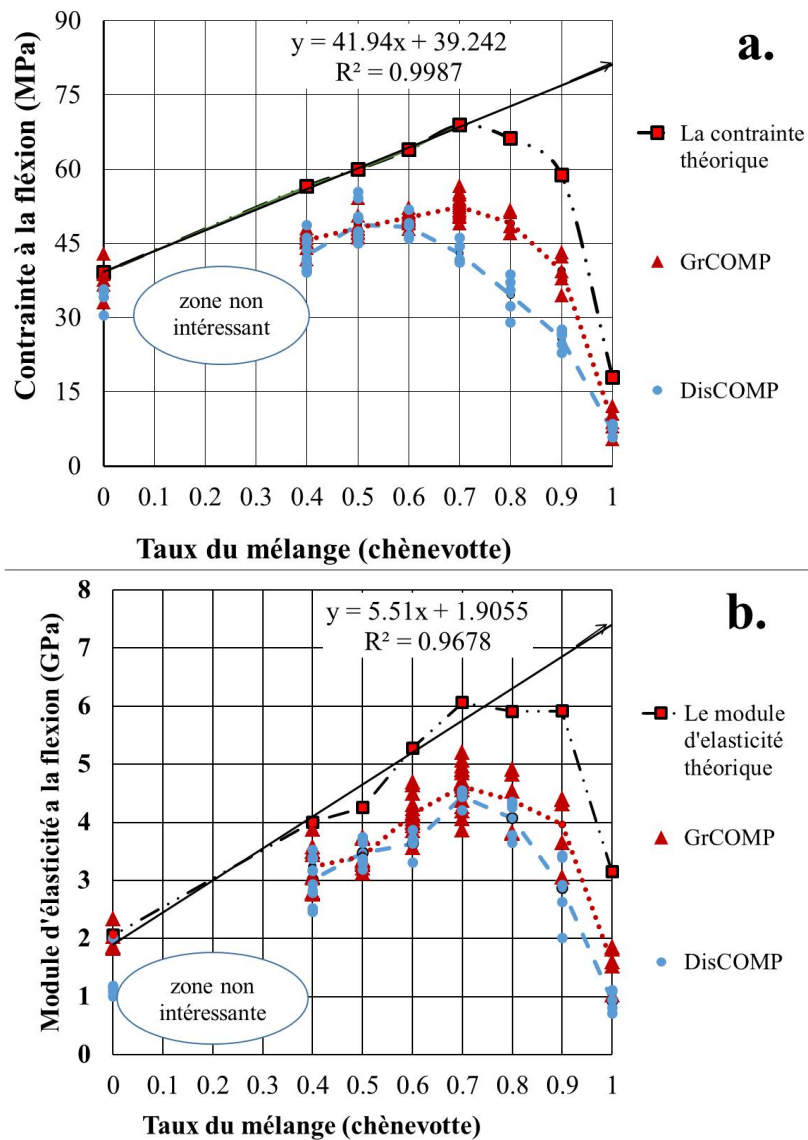 a.
y = 41.94x + 39.242
R² = 0.9987
Contrainte à la fléxion (MPa)
90
75
60
45
30
15
0
zone non
intéressant
0 0.1 0.2 0.3 0.4 0.5 0.6 0.7 0.8 0.9 1
Taux du mélange (chènevotte)
La contrainte
théorique
GrCOMP
DisCOMP
b.
y = 5.51x + 1.9055
R² = 0.9678
Module d'élasticité a la flexion (GPa)
8
7
6
5
4
3
2
1
0
zone non
intéressante
0 0.1 0.2 0.3 0.4 0.5 0.6 0.7 0.8 0.9 1
Taux du mélange (chènevotte)
Le module
d'elasticité
théorique
GrCOMP
DisCOMP